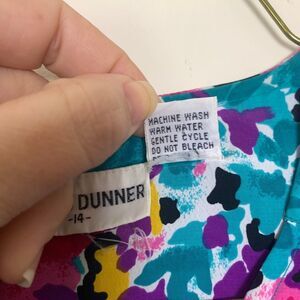 MACHINE WASH
WARM WATER
GENTLE CYCLE
DO NOT BLEACH
DUNNER
-14-